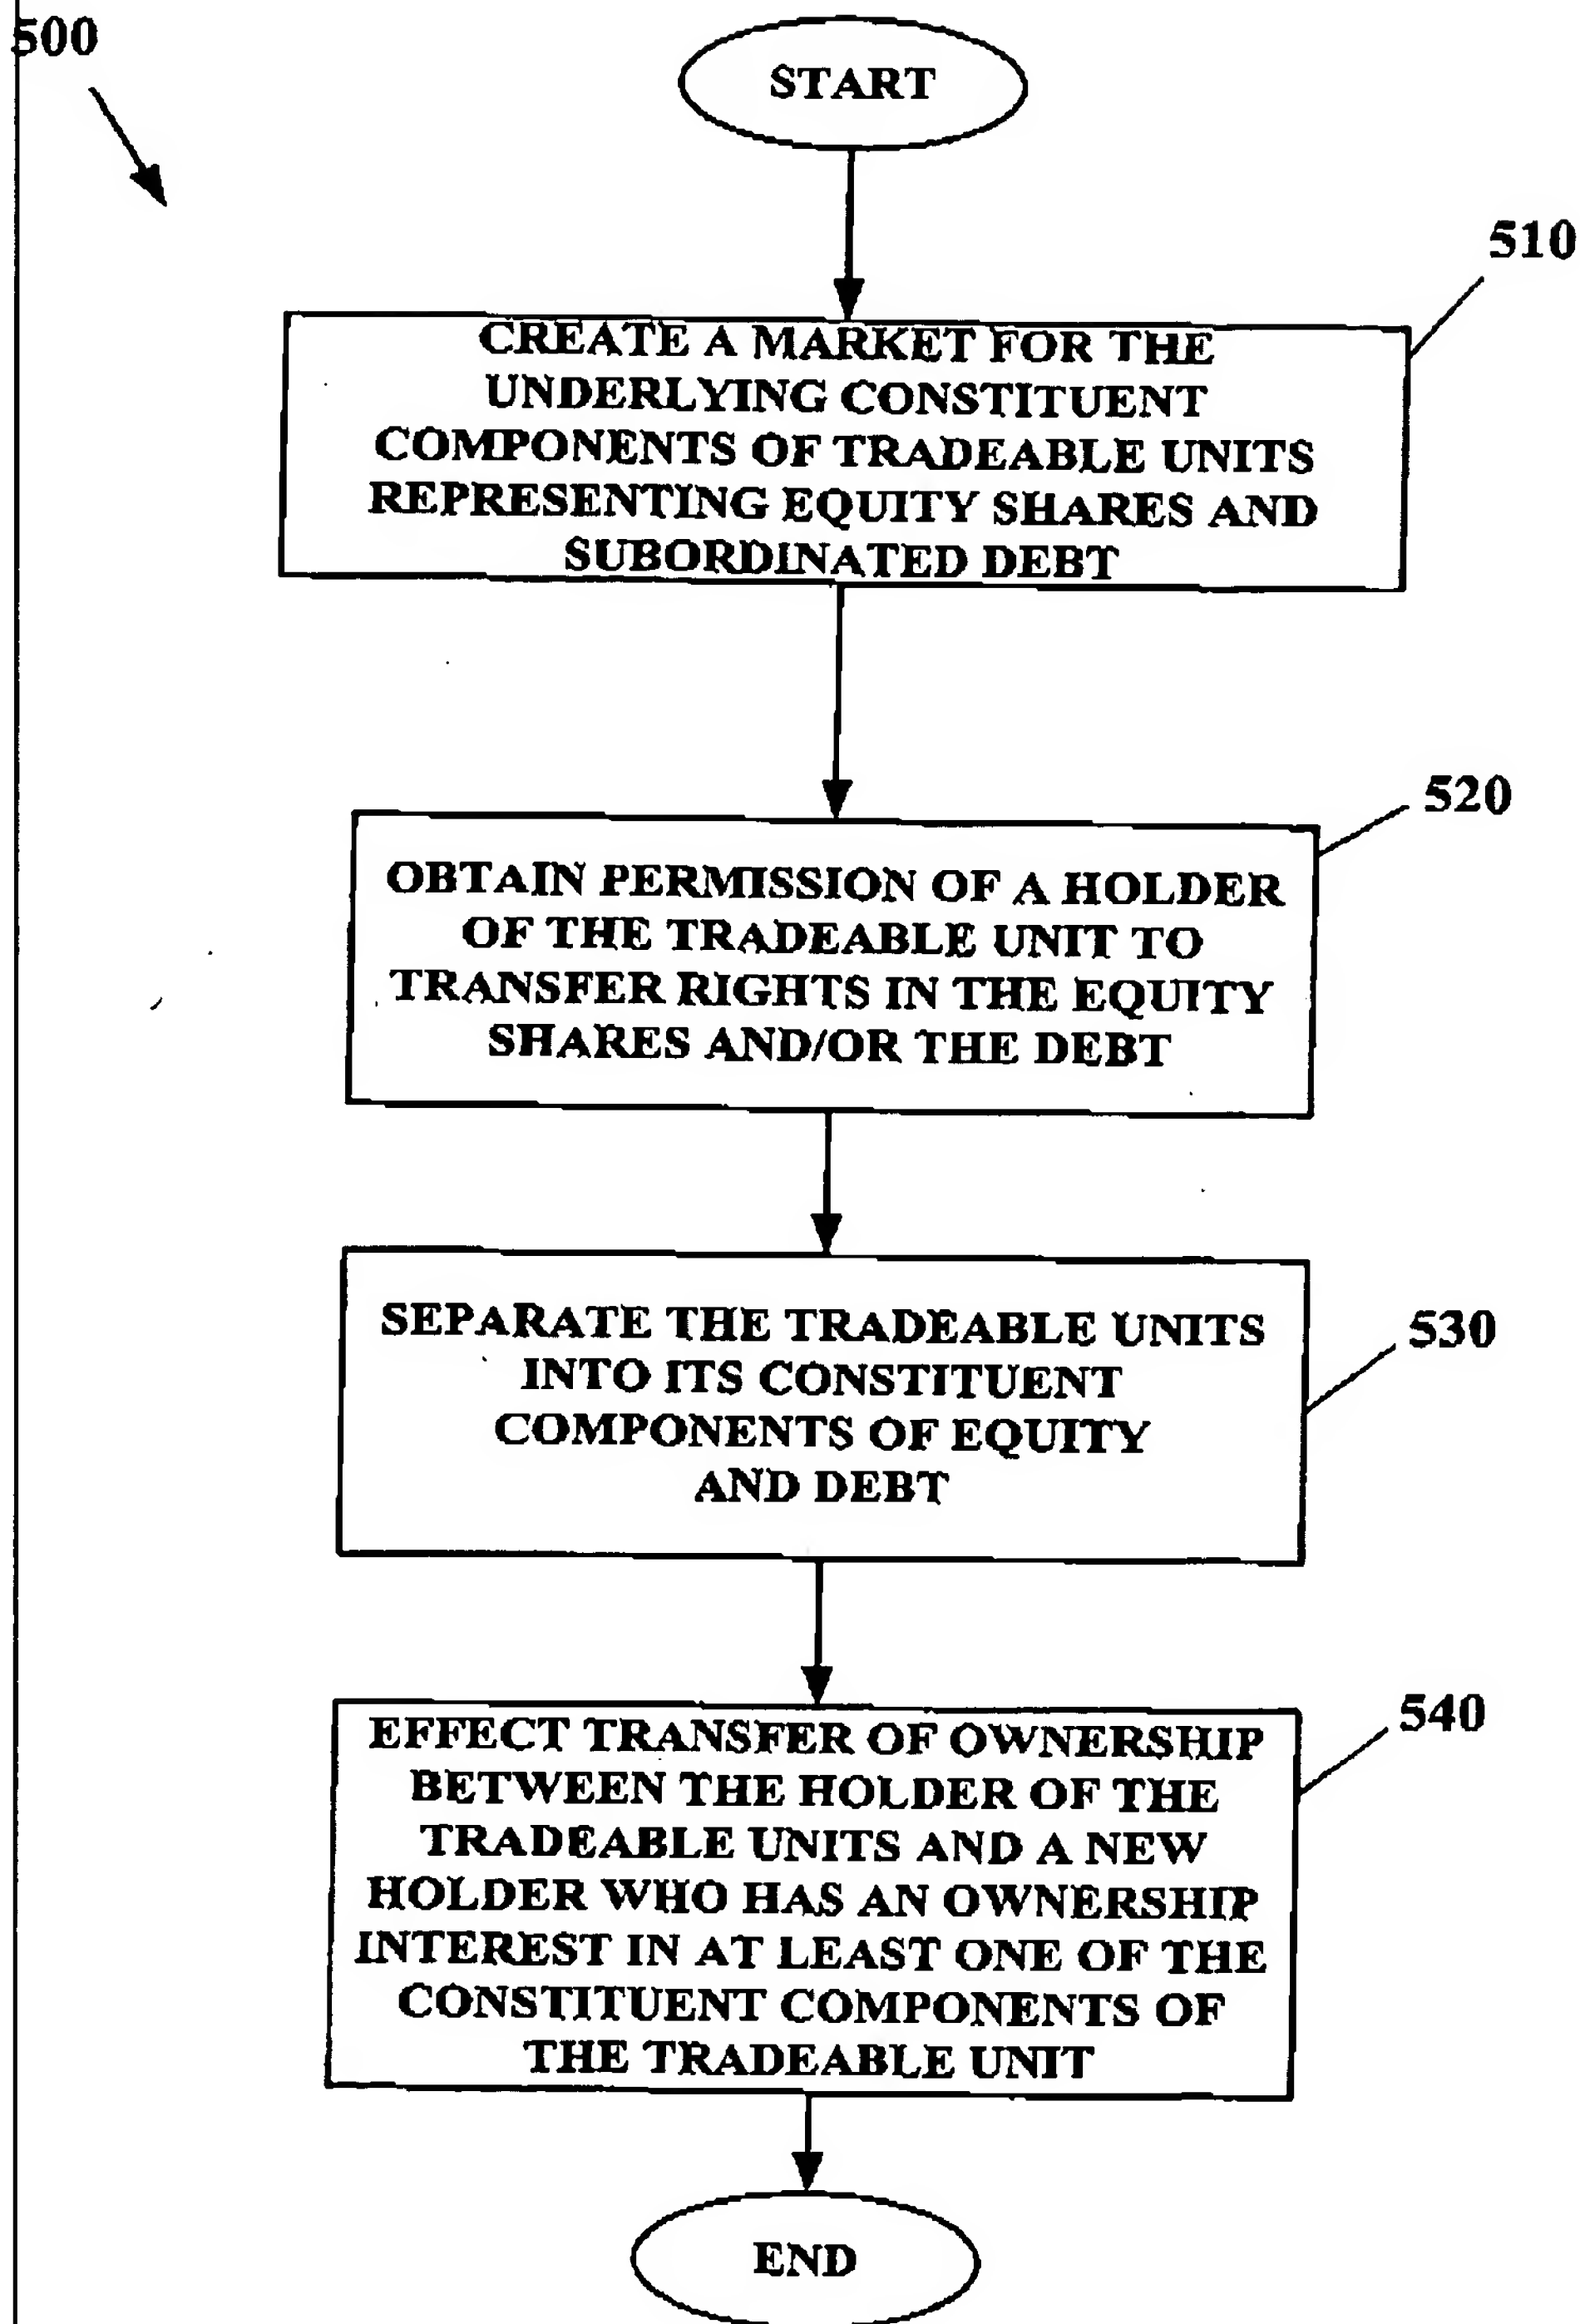 500
START
510
CREATE A MARKET FOR THE
UNDERLYING CONSTITUENT
COMPONENTS OF TRADEABLE UNITS
REPRESENTING EQUITY SHARES AND
SUBORDINATED DEBT
520
OBTAIN PERMISSION OF A HOLDER
OF THE TRADEABLE UNIT TO
TRANSFER RIGHTS IN THE EQUITY
SHARES AND/OR THE DEBT
530
SEPARATE THE TRADEABLE UNITS
INTO ITS CONSTITUENT
COMPONENTS OF EQUITY
AND DEBT
540
EFFECT TRANSFER OF OWNERSHIP
BETWEEN THE HOLDER OF THE
TRADEABLE UNITS AND A NEW
HOLDER WHO HAS AN OWNERSHIP
INTEREST IN AT LEAST ONE OF THE
CONSTITUENT COMPONENTS OF
THE TRADEABLE UNIT
END